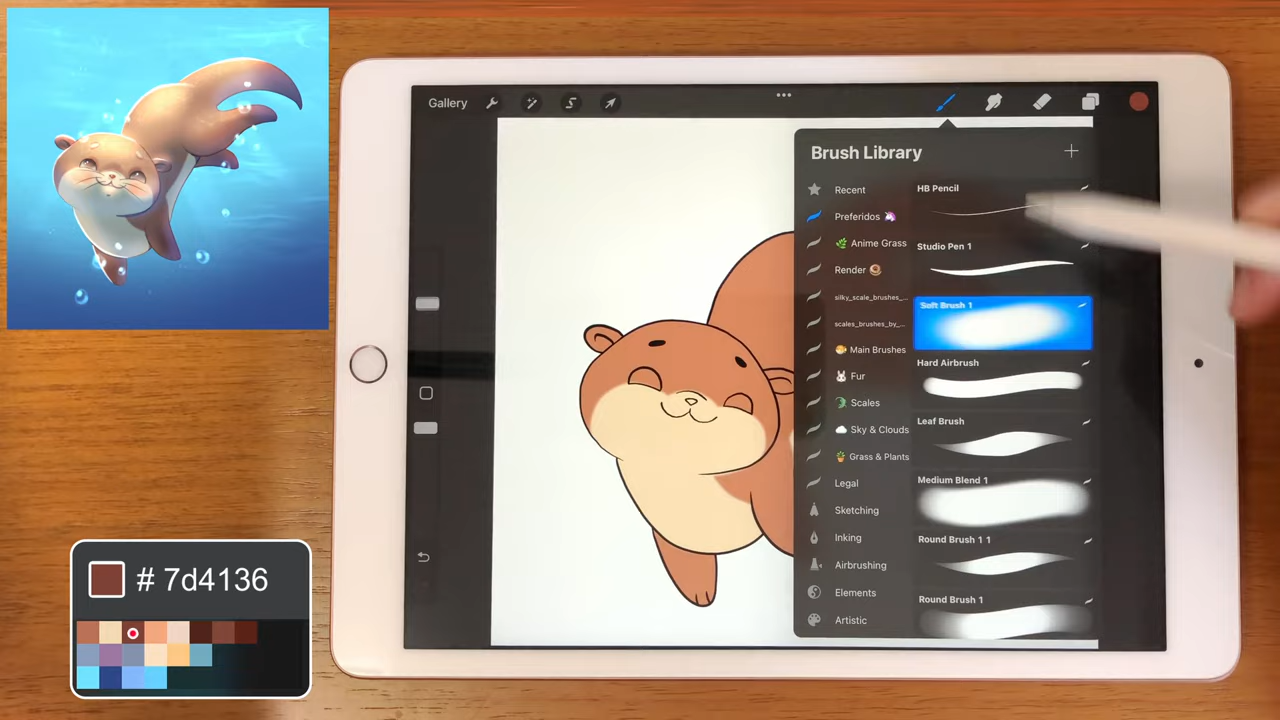 Gallery
Brush Library
Recent
Preferidos 🦄
🌿 Anime Grass
Render
silky_scale_brushes_...
scales_brushes_by_...
Main Brushes
Fur
Scales
Sky & Clouds
Grass & Plants
Legal
Sketching
Inking
Airbrushing
Elements
Artistic
HB Pencil
Studio Pen 1
Soft Brush 1
Hard Airbrush
Leaf Brush
Medium Blend 1
Round Brush 1 1
Round Brush 1
# 7d4136